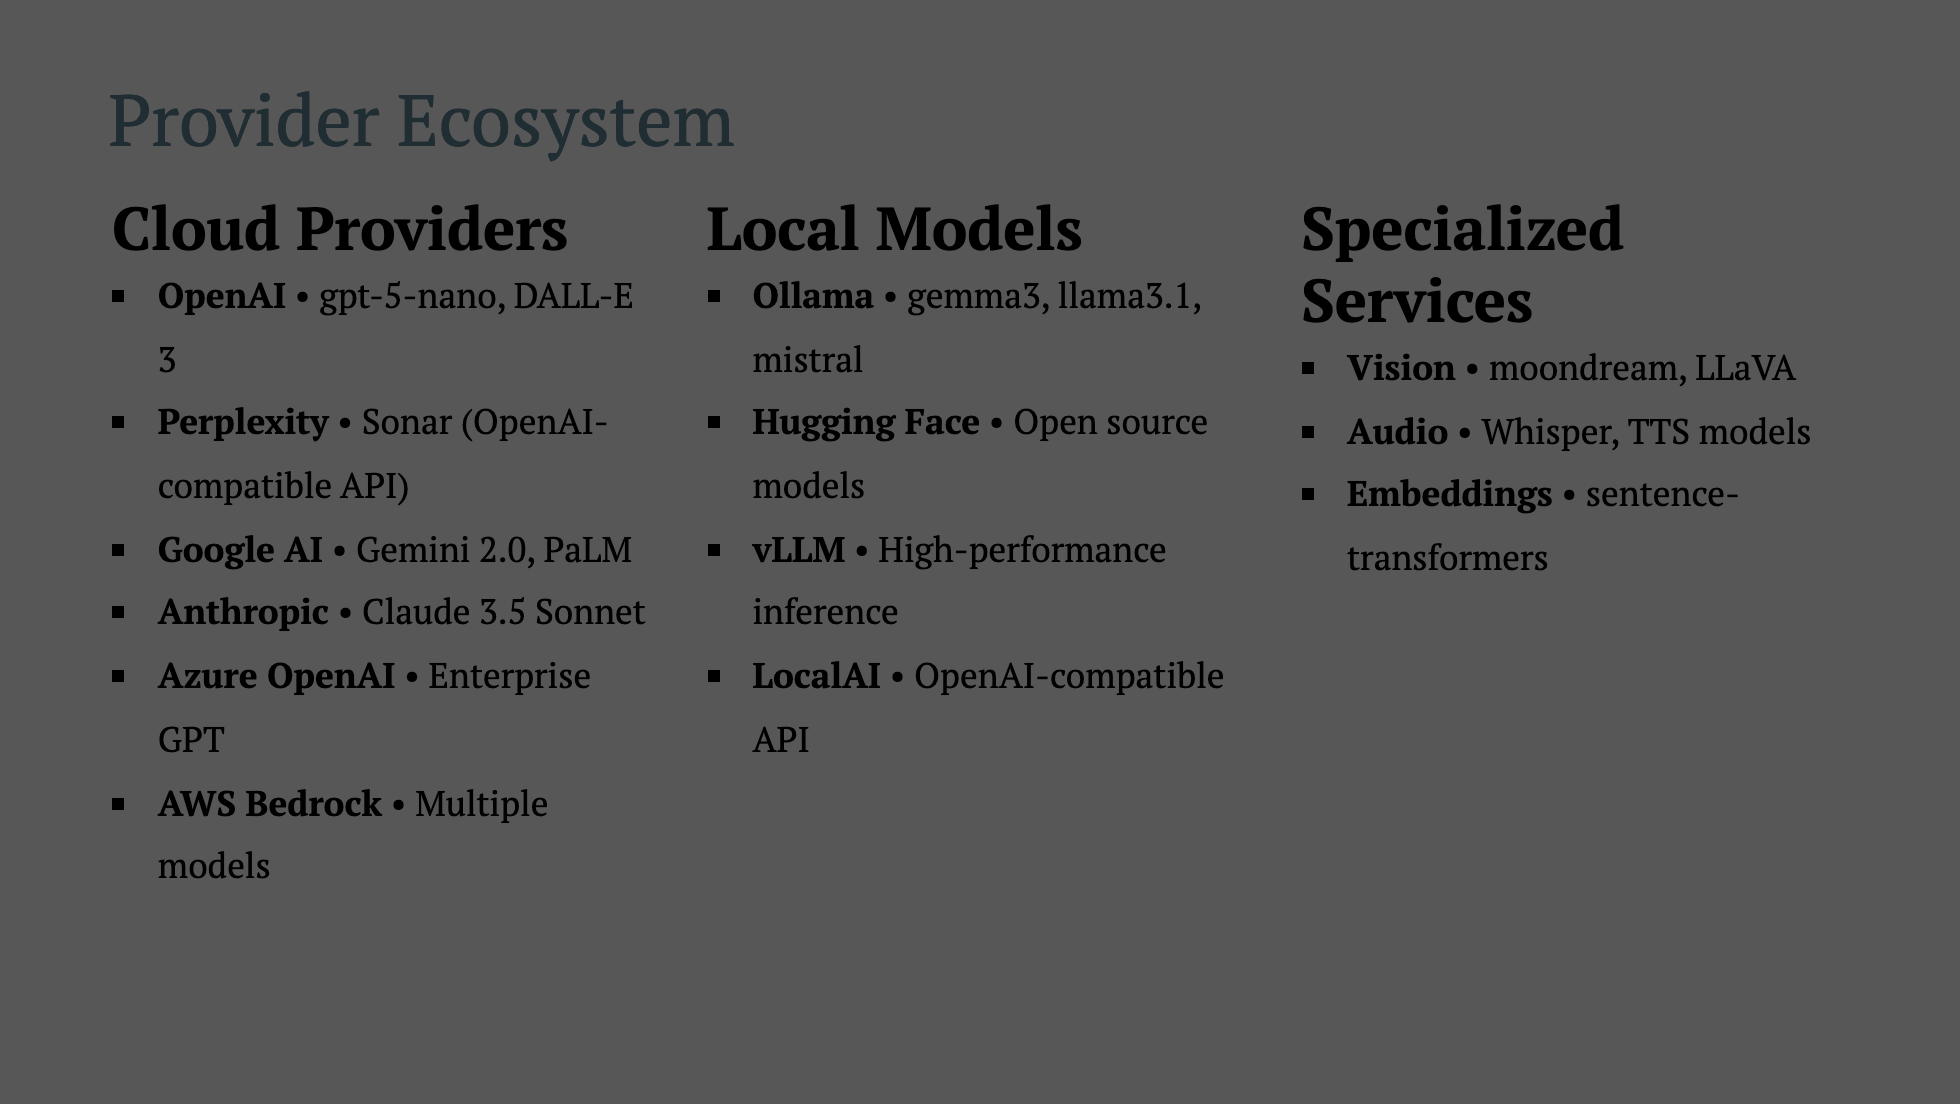 Provider Ecosystem
Cloud Providers
▪ OpenAI • gpt-5-nano, DALL-E
3
▪ Perplexity • Sonar (OpenAI-
compatible API)
▪ Google AI • Gemini 2.0, PaLM
▪ Anthropic • Claude 3.5 Sonnet
▪ Azure OpenAI • Enterprise
GPT
▪ AWS Bedrock • Multiple
models
Local Models
▪ Ollama • gemma3, llama3.1,
mistral
▪ Hugging Face • Open source
models
▪ vLLM • High-performance
inference
▪ LocalAI • OpenAI-compatible
API
Specialized
Services
▪ Vision • moondream, LLaVA
▪ Audio • Whisper, TTS models
▪ Embeddings • sentence-
transformers